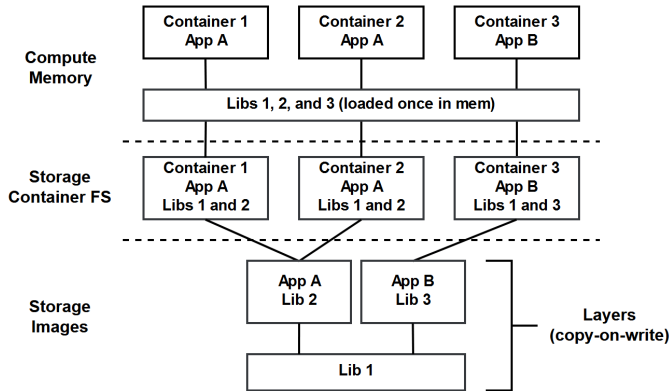 Compute
Memory
Container 1
App A
Container 2
App A
Container 3
App B
Libs 1, 2, and 3 (loaded once in mem)
Storage
Container FS
Container 1
App A
Libs 1 and 2
Container 2
App A
Libs 1 and 2
Container 3
App B
Libs 1 and 3
Storage
Images
App A
Lib 2
App B
Lib 3
Lib 1
Layers
(copy-on-write)